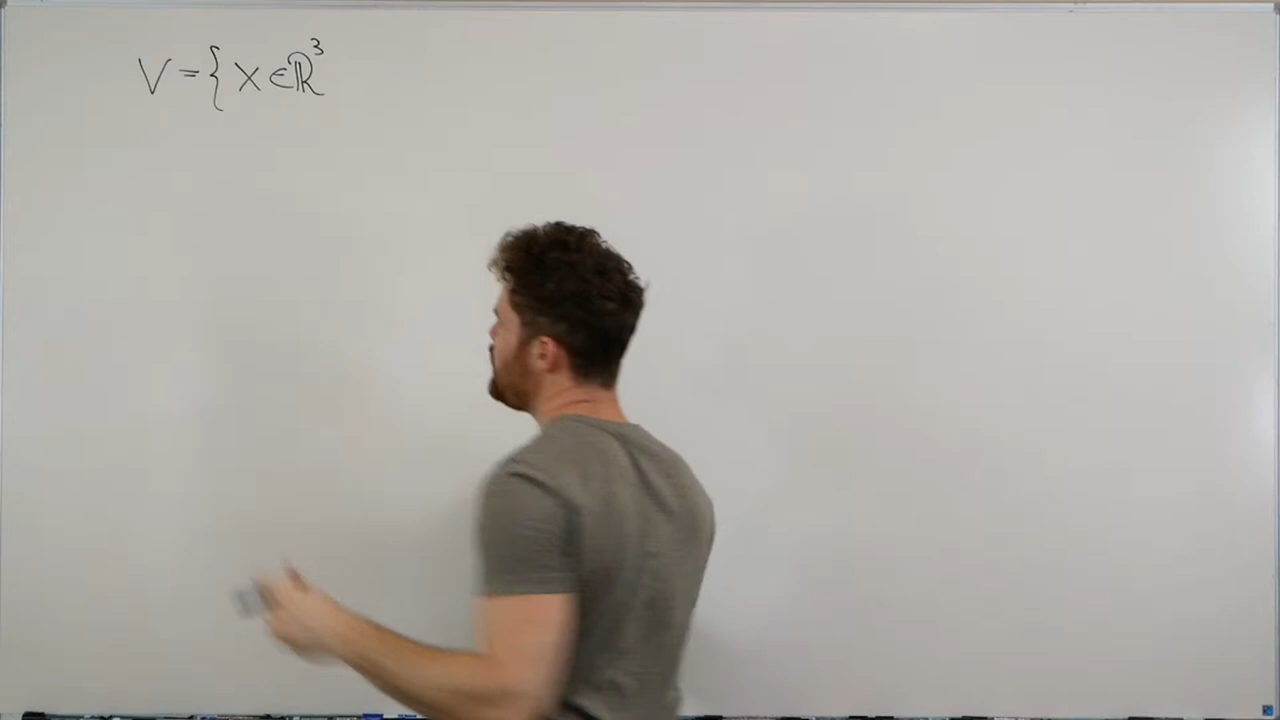 V = { x ∈ ℝ³